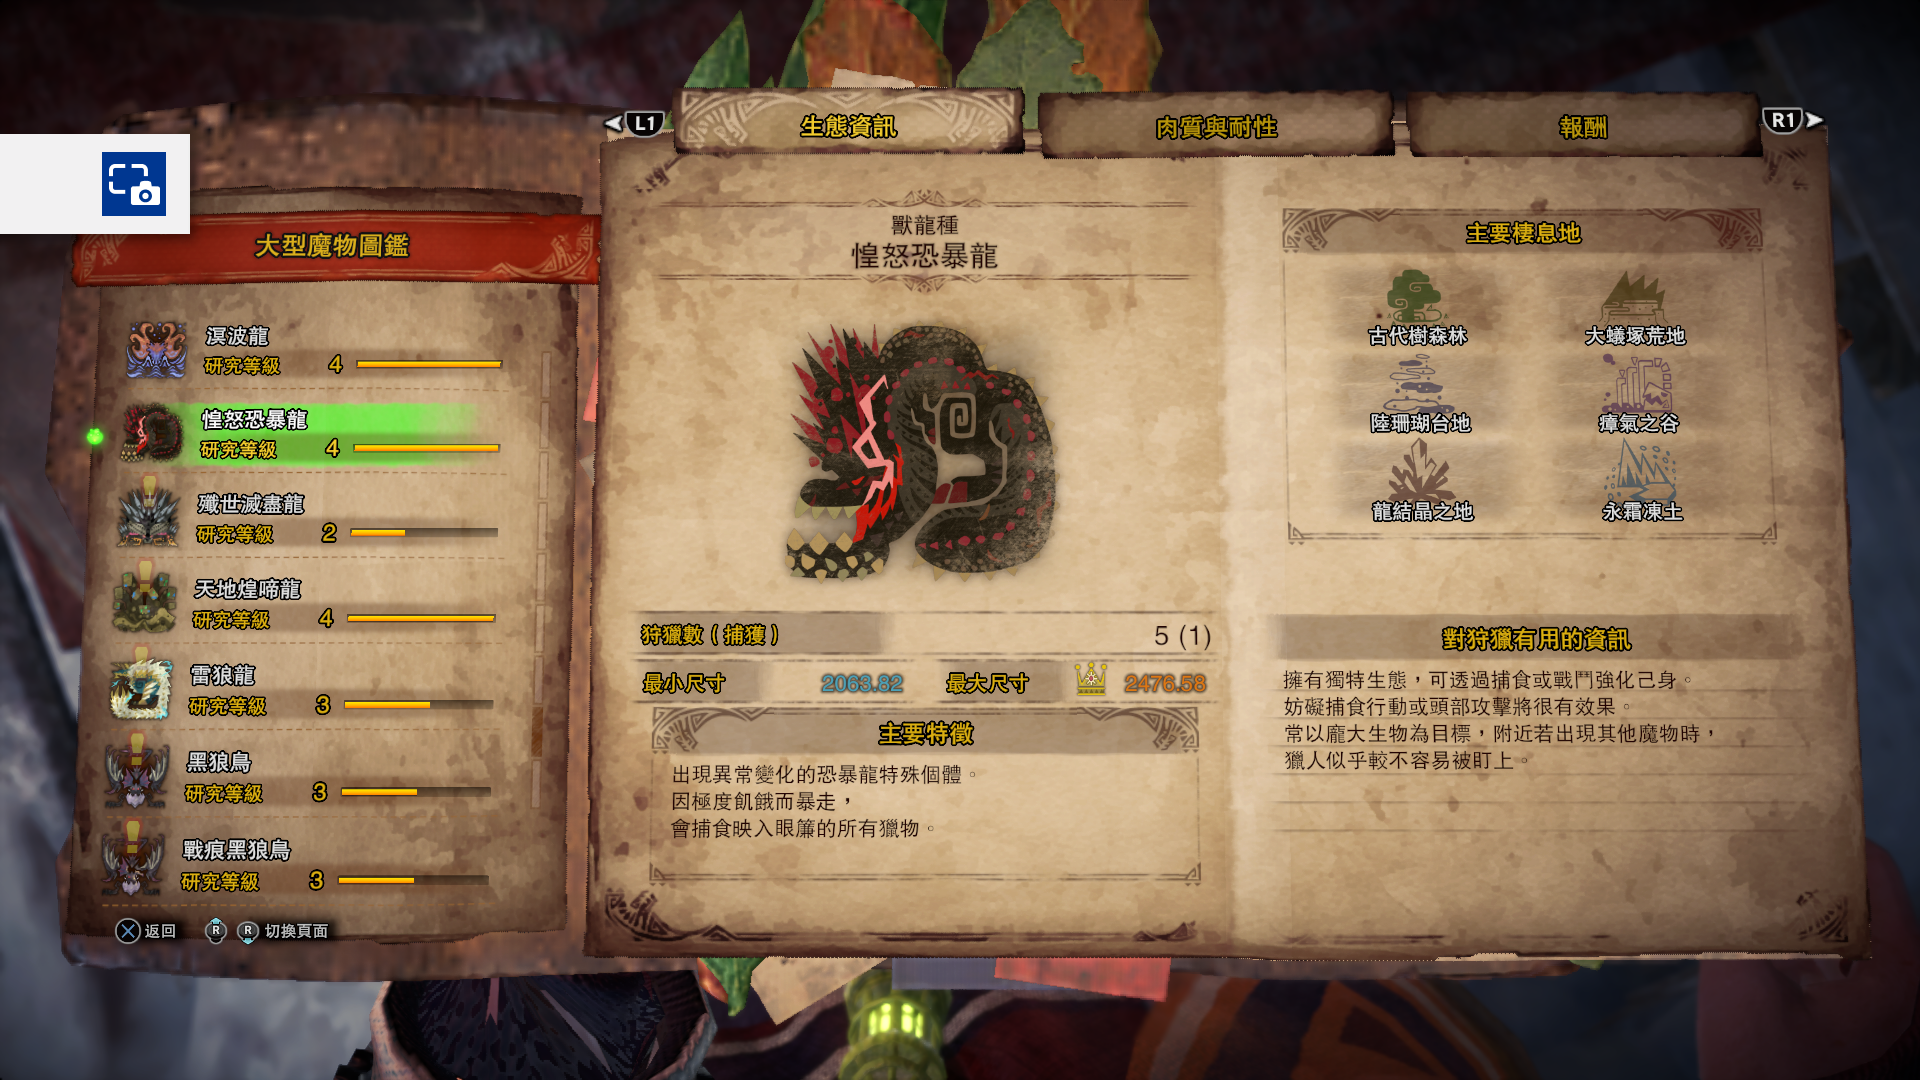 L1
生態資訊
肉質與耐性
報酬
R1
大型魔物圖鑑
溟波龍
研究等級 4
惶怒恐暴龍
研究等級 4
殲世滅盡龍
研究等級 2
天地煌啼龍
研究等級 4
雷狼龍
研究等級 3
黑狼鳥
研究等級 3
戰痕黑狼鳥
研究等級 3
返回
R R 切換頁面
獸龍種
惶怒恐暴龍
狩獵數(捕獲) 5 (1)
最小尺寸 2063.82 最大尺寸 2476.58
主要特徵
出現異常變化的恐暴龍特殊個體。
因極度飢餓而暴走，
會捕食映入眼簾的所有獵物。
主要棲息地
古代樹森林 大蟻塚荒地
陸珊瑚台地 瘴氣之谷
龍結晶之地 永霜凍土
對狩獵有用的資訊
擁有獨特生態，可透過捕食或戰鬥強化己身。
妨礙捕食行動或頭部攻擊將很有效果。
常以龐大生物為目標，附近若出現其他魔物時，
獵人似乎較不容易被盯上。